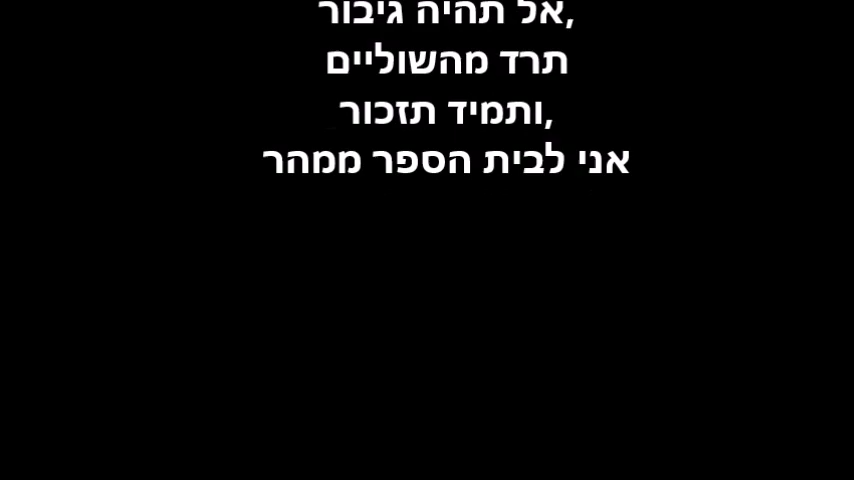 אל תהיה גיבור,
תרד מהשוליים
ותמיד תזכור,
אני לבית הספר ממהר